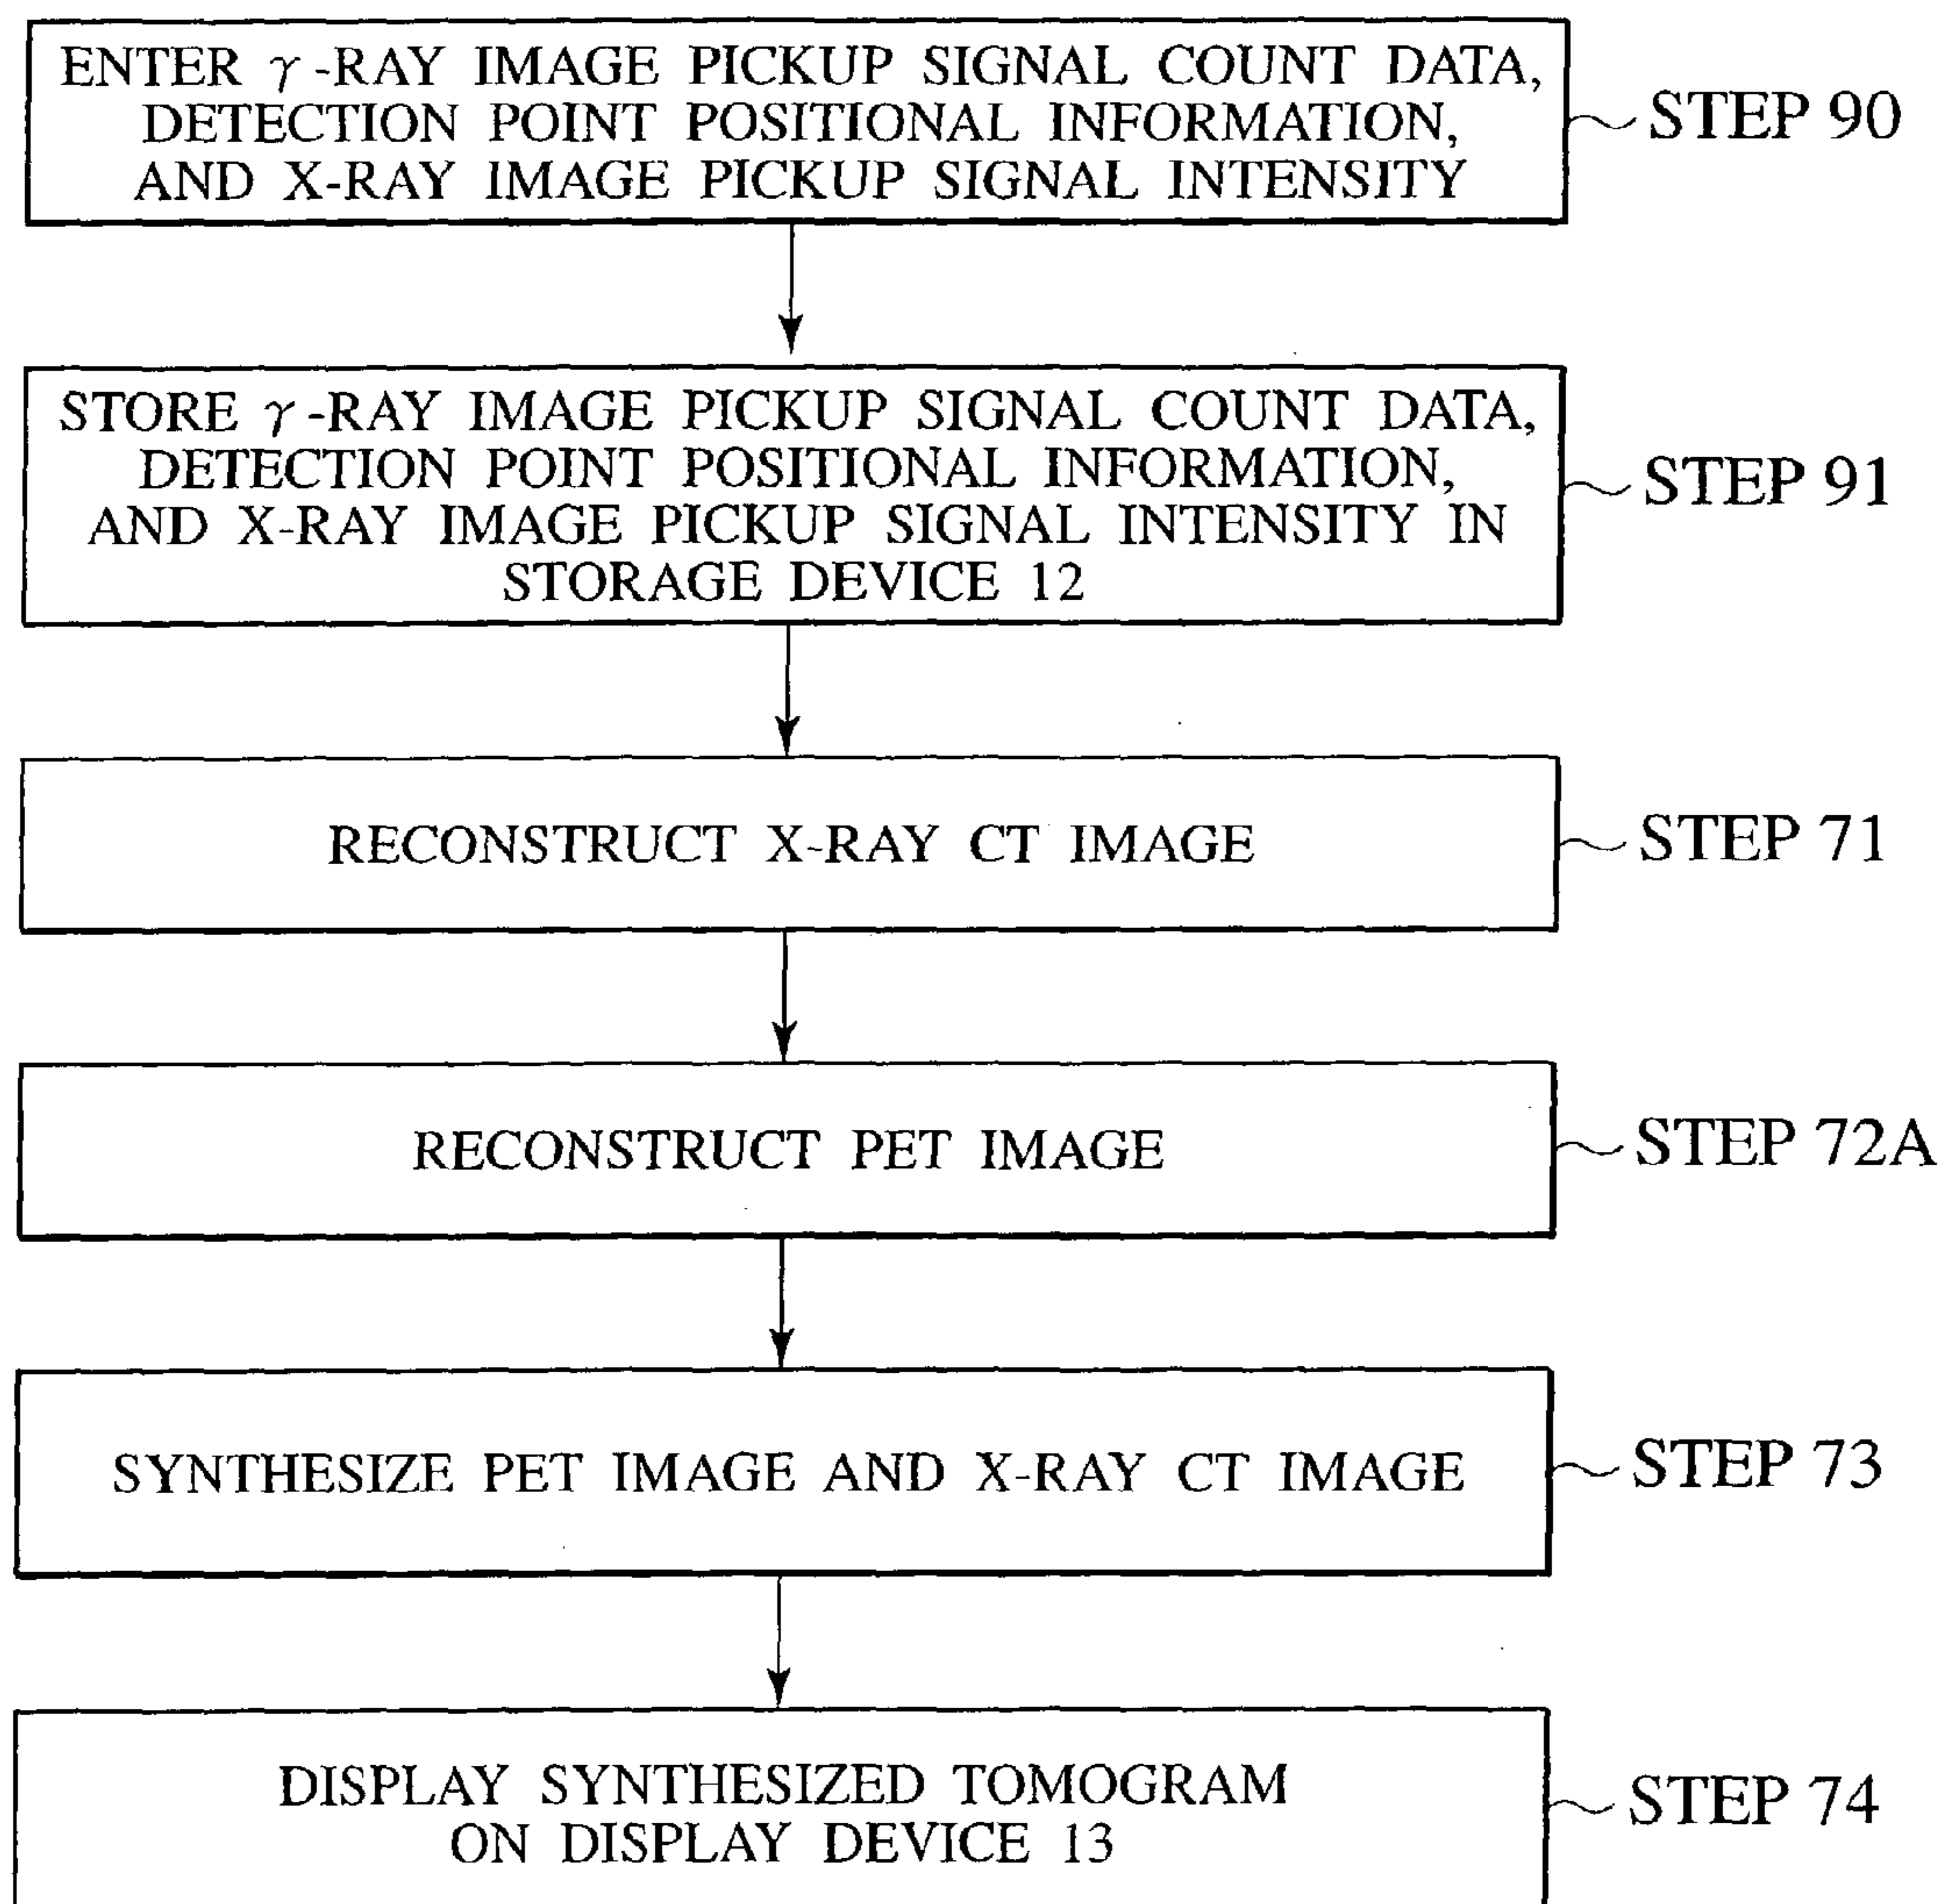 ENTER γ-RAY IMAGE PICKUP SIGNAL COUNT DATA,
DETECTION POINT POSITIONAL INFORMATION,
AND X-RAY IMAGE PICKUP SIGNAL INTENSITY
STEP 90
STORE γ-RAY IMAGE PICKUP SIGNAL COUNT DATA,
DETECTION POINT POSITIONAL INFORMATION,
AND X-RAY IMAGE PICKUP SIGNAL INTENSITY IN
STORAGE DEVICE 12
STEP 91
RECONSTRUCT X-RAY CT IMAGE
STEP 71
RECONSTRUCT PET IMAGE
STEP 72A
SYNTHESIZE PET IMAGE AND X-RAY CT IMAGE
STEP 73
DISPLAY SYNTHESIZED TOMOGRAM
ON DISPLAY DEVICE 13
STEP 74